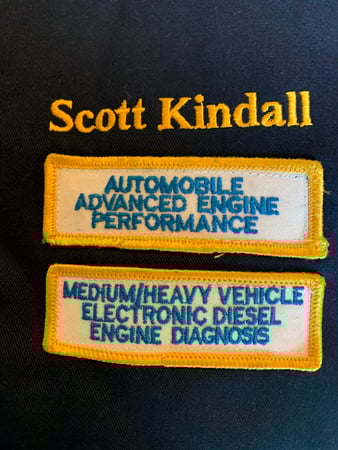 Scott Kindall
AUTOMOBILE
ADVANCED ENGINE
PERFORMANCE
MEDIUM/HEAVY VEHICLE
ELECTRONIC DIESEL
ENGINE DIAGNOSIS